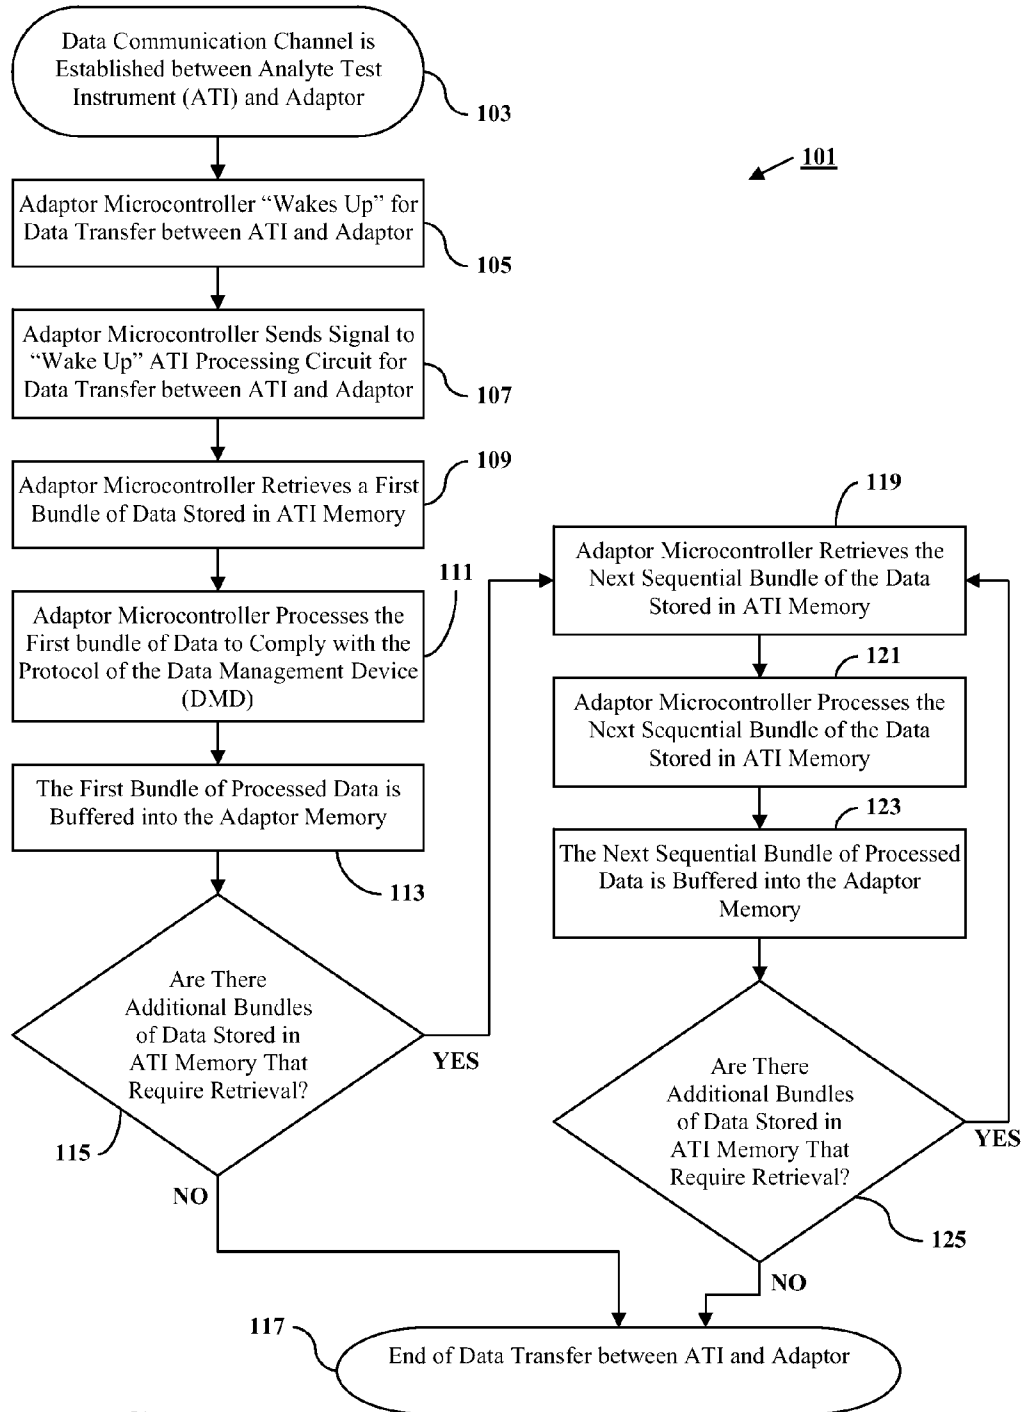 Data Communication Channel is
Established between Analyte Test
Instrument (ATI) and Adaptor
103
101
Adaptor Microcontroller “Wakes Up” for
Data Transfer between ATI and Adaptor
105
Adaptor Microcontroller Sends Signal to
“Wake Up” ATI Processing Circuit for
Data Transfer between ATI and Adaptor
107
109
Adaptor Microcontroller Retrieves a First
Bundle of Data Stored in ATI Memory
111
Adaptor Microcontroller Processes the
First bundle of Data to Comply with the
Protocol of the Data Management Device
(DMD)
The First Bundle of Processed Data is
Buffered into the Adaptor Memory
113
Are There
Additional Bundles
of Data Stored in
ATI Memory That
Require Retrieval?
YES
115
NO
119
Adaptor Microcontroller Retrieves the
Next Sequential Bundle of the Data
Stored in ATI Memory
121
Adaptor Microcontroller Processes the
Next Sequential Bundle of the Data
Stored in ATI Memory
123
The Next Sequential Bundle of Processed
Data is Buffered into the Adaptor
Memory
Are There
Additional Bundles
of Data Stored in
ATI Memory That
Require Retrieval?
YES
125
NO
117
End of Data Transfer between ATI and Adaptor